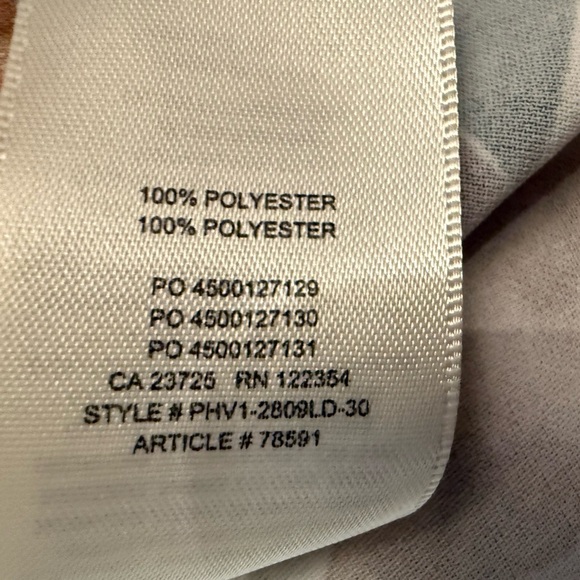 100% POLYESTER
100% POLYESTER
PO 4500127129
PO 4500127130
PO 4500127131
CA 23725 RN 122354
STYLE # PHV1-2809LD-30
ARTICLE # 78591